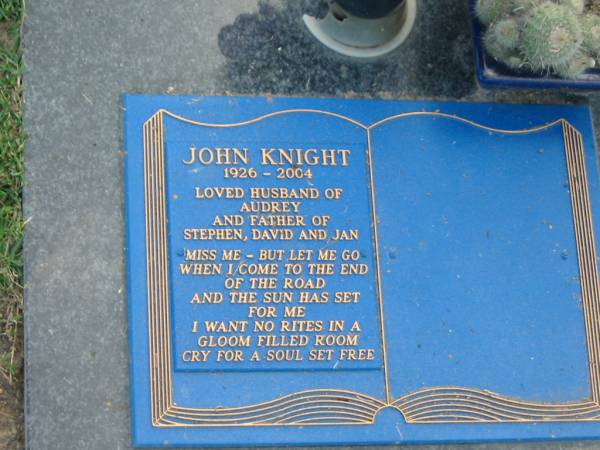 JOHN KNIGHT
1926 - 2004
LOVED HUSBAND OF
AUDREY
AND FATHER OF
STEPHEN, DAVID AND JAN
MISS ME - BUT LET ME GO
WHEN I COME TO THE END
OF THE ROAD
AND THE SUN HAS SET
FOR ME
I WANT NO RITES IN A
GLOOM FILLED ROOM
CRY FOR A SOUL SET FREE